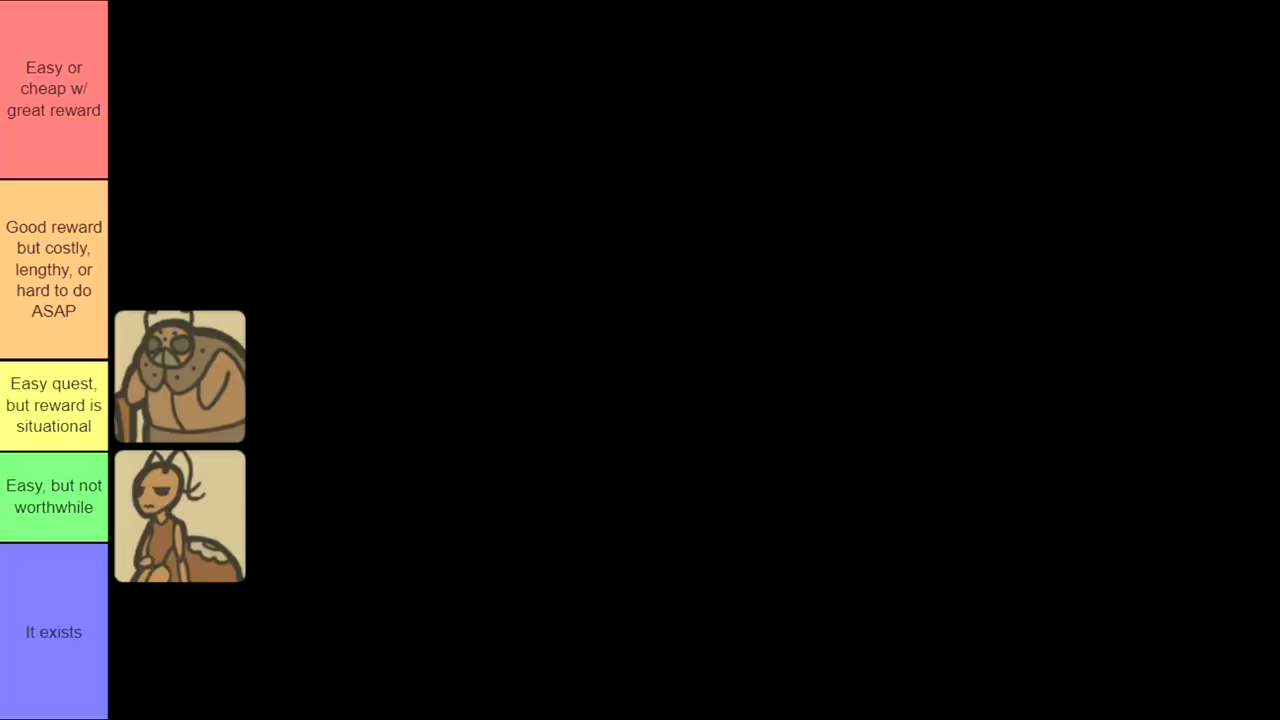 Easy or
cheap w/
great reward
Good reward
but costly,
lengthy, or
hard to do
ASAP
Easy quest,
but reward is
situational
Easy, but not
worthwhile
It exists